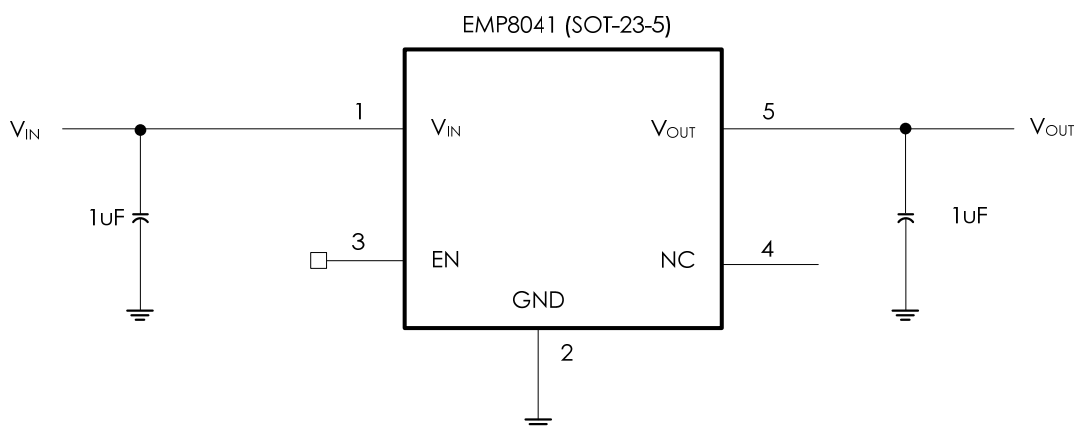 EMP8041 (SOT-23-5)
VIN 1 VIN VOUT 5 VOUT
1uF 1uF
3 EN NC 4
GND
2